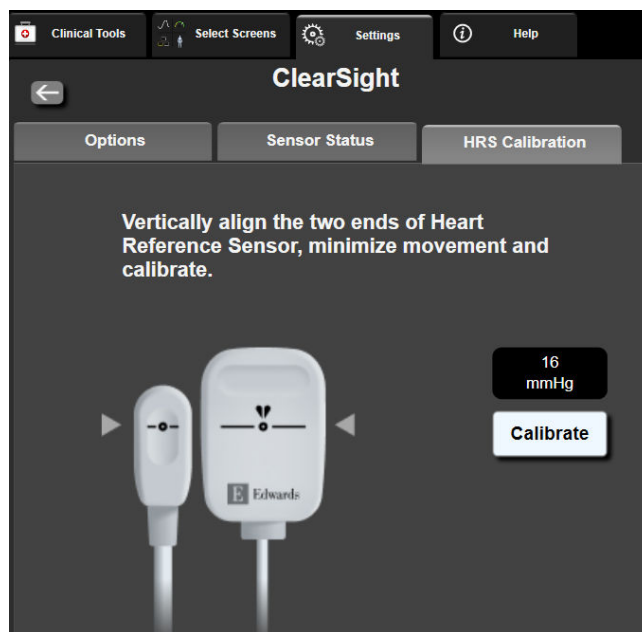 Clinical Tools
Select Screens
Settings
Help
ClearSight
Options
Sensor Status
HRS Calibration
Vertically align the two ends of Heart
Reference Sensor, minimize movement and
calibrate.
16
mmHg
Calibrate
E Edwards